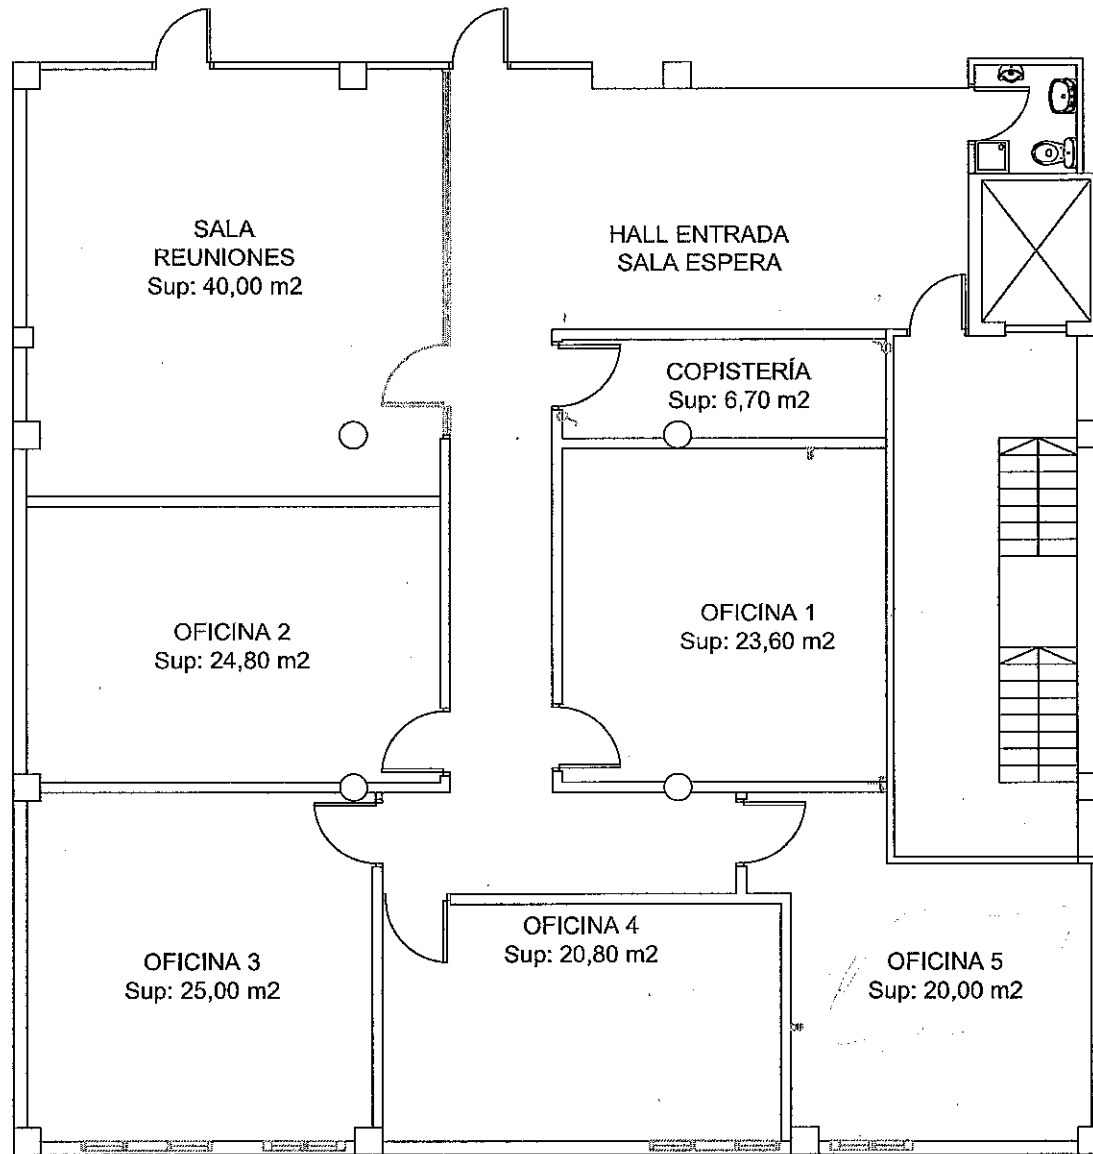 SALA
REUNIONES
Sup: 40,00 m2
HALL ENTRADA
SALA ESPERA
COPISTERÍA
Sup: 6,70 m2
OFICINA 2
Sup: 24,80 m2
OFICINA 1
Sup: 23,60 m2
OFICINA 3
Sup: 25,00 m2
OFICINA 4
Sup: 20,80 m2
OFICINA 5
Sup: 20,00 m2